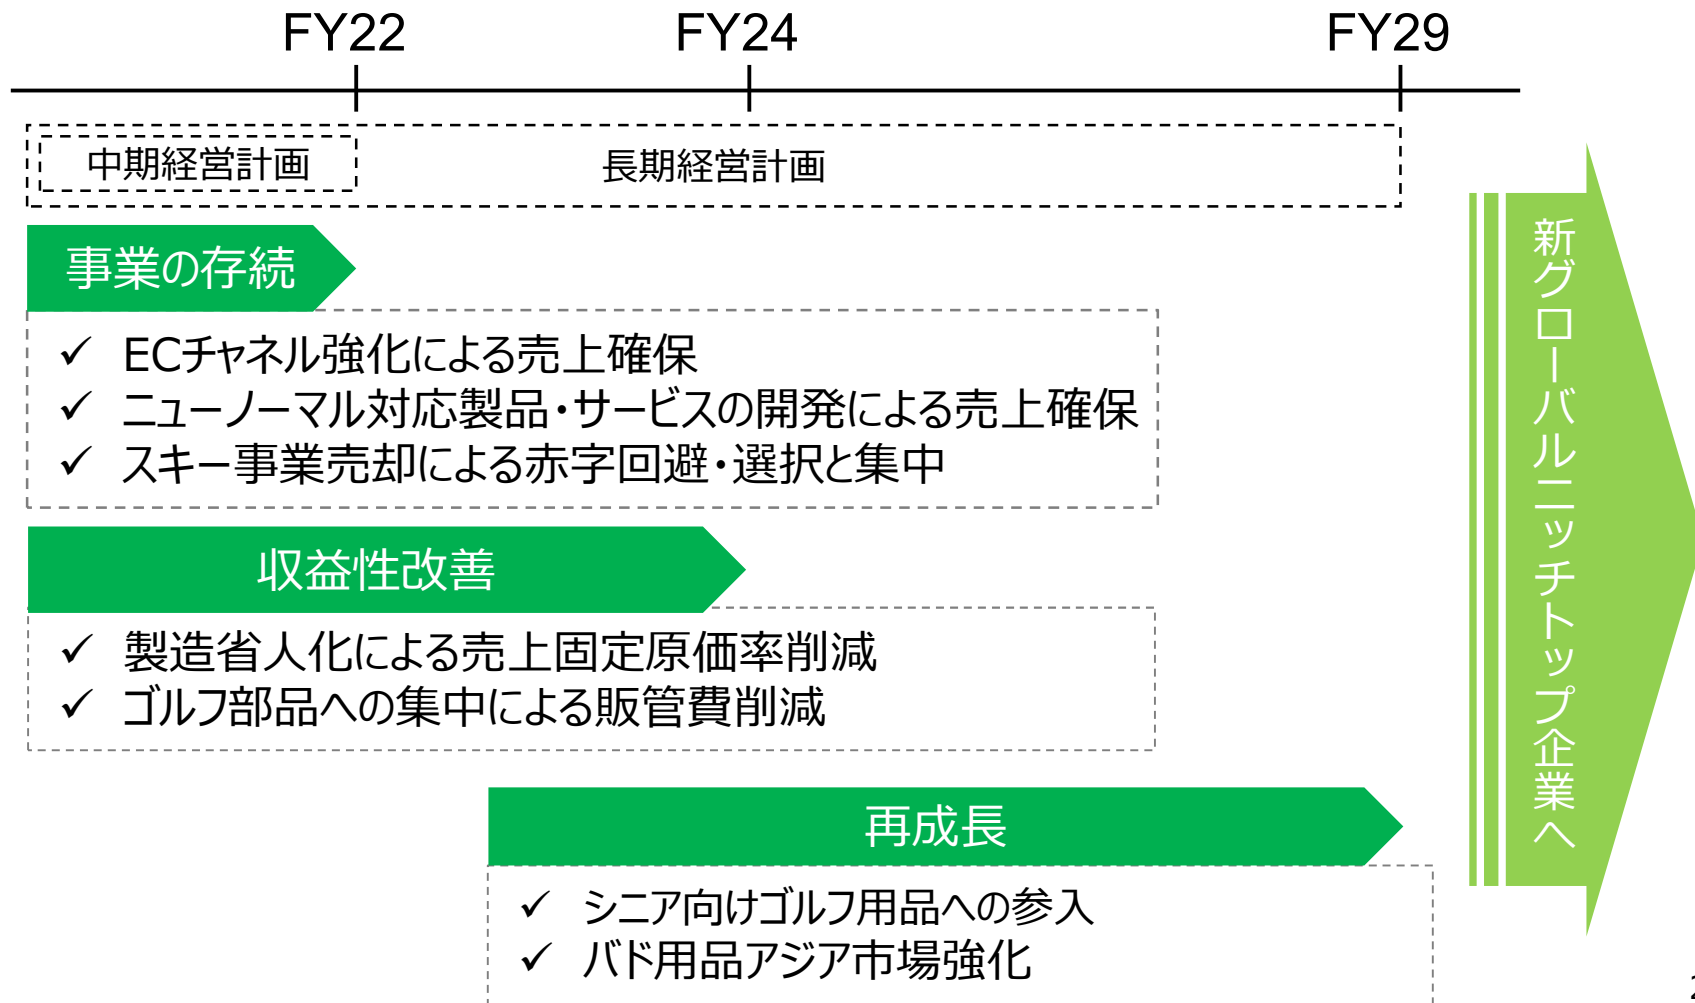 FY22 FY24 FY29
中期経営計画 長期経営計画
事業の存続
✓ ECチャネル強化による売上確保
✓ ニューノーマル対応製品・サービスの開発による売上確保
✓ スキー事業売却による赤字回避・選択と集中
収益性改善
✓ 製造省人化による売上固定原価率削減
✓ ゴルフ部品への集中による販管費削減
再成長
✓ シニア向けゴルフ用品への参入
✓ バド用品アジア市場強化
新グローバルニッチトップ企業へ